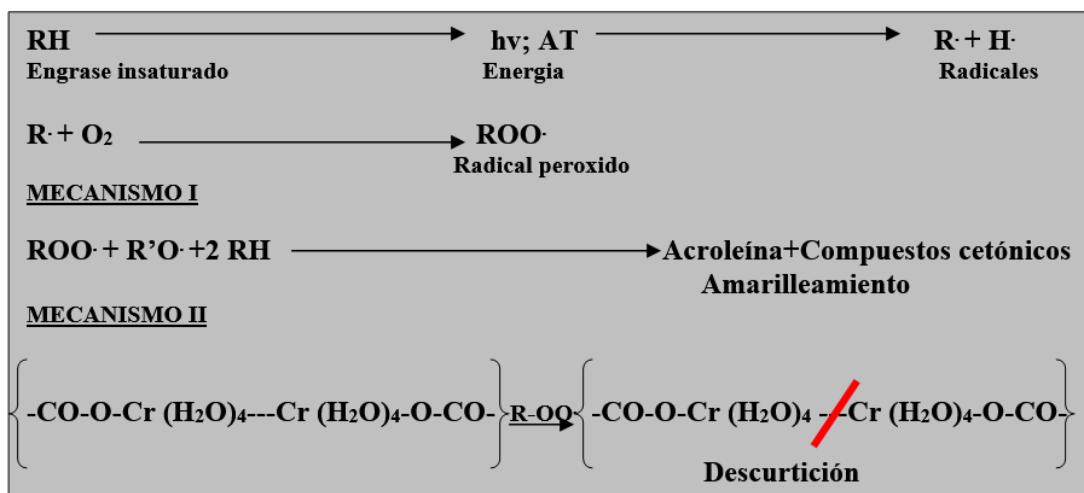 RH hv; AT R· + H·
Engrase insaturado Energia Radicales
R· + O₂ ROO·
Radical peroxido
MECANISMO I
ROO· + R’O· +2 RH Acroleína+Compuestos cetónicos
Amarilleamiento
MECANISMO II
-CO-O-Cr (H₂O)₄---Cr (H₂O)₄-O-CO- R-OO· -CO-O-Cr (H₂O)₄ ---Cr (H₂O)₄-O-CO-
Descurtición